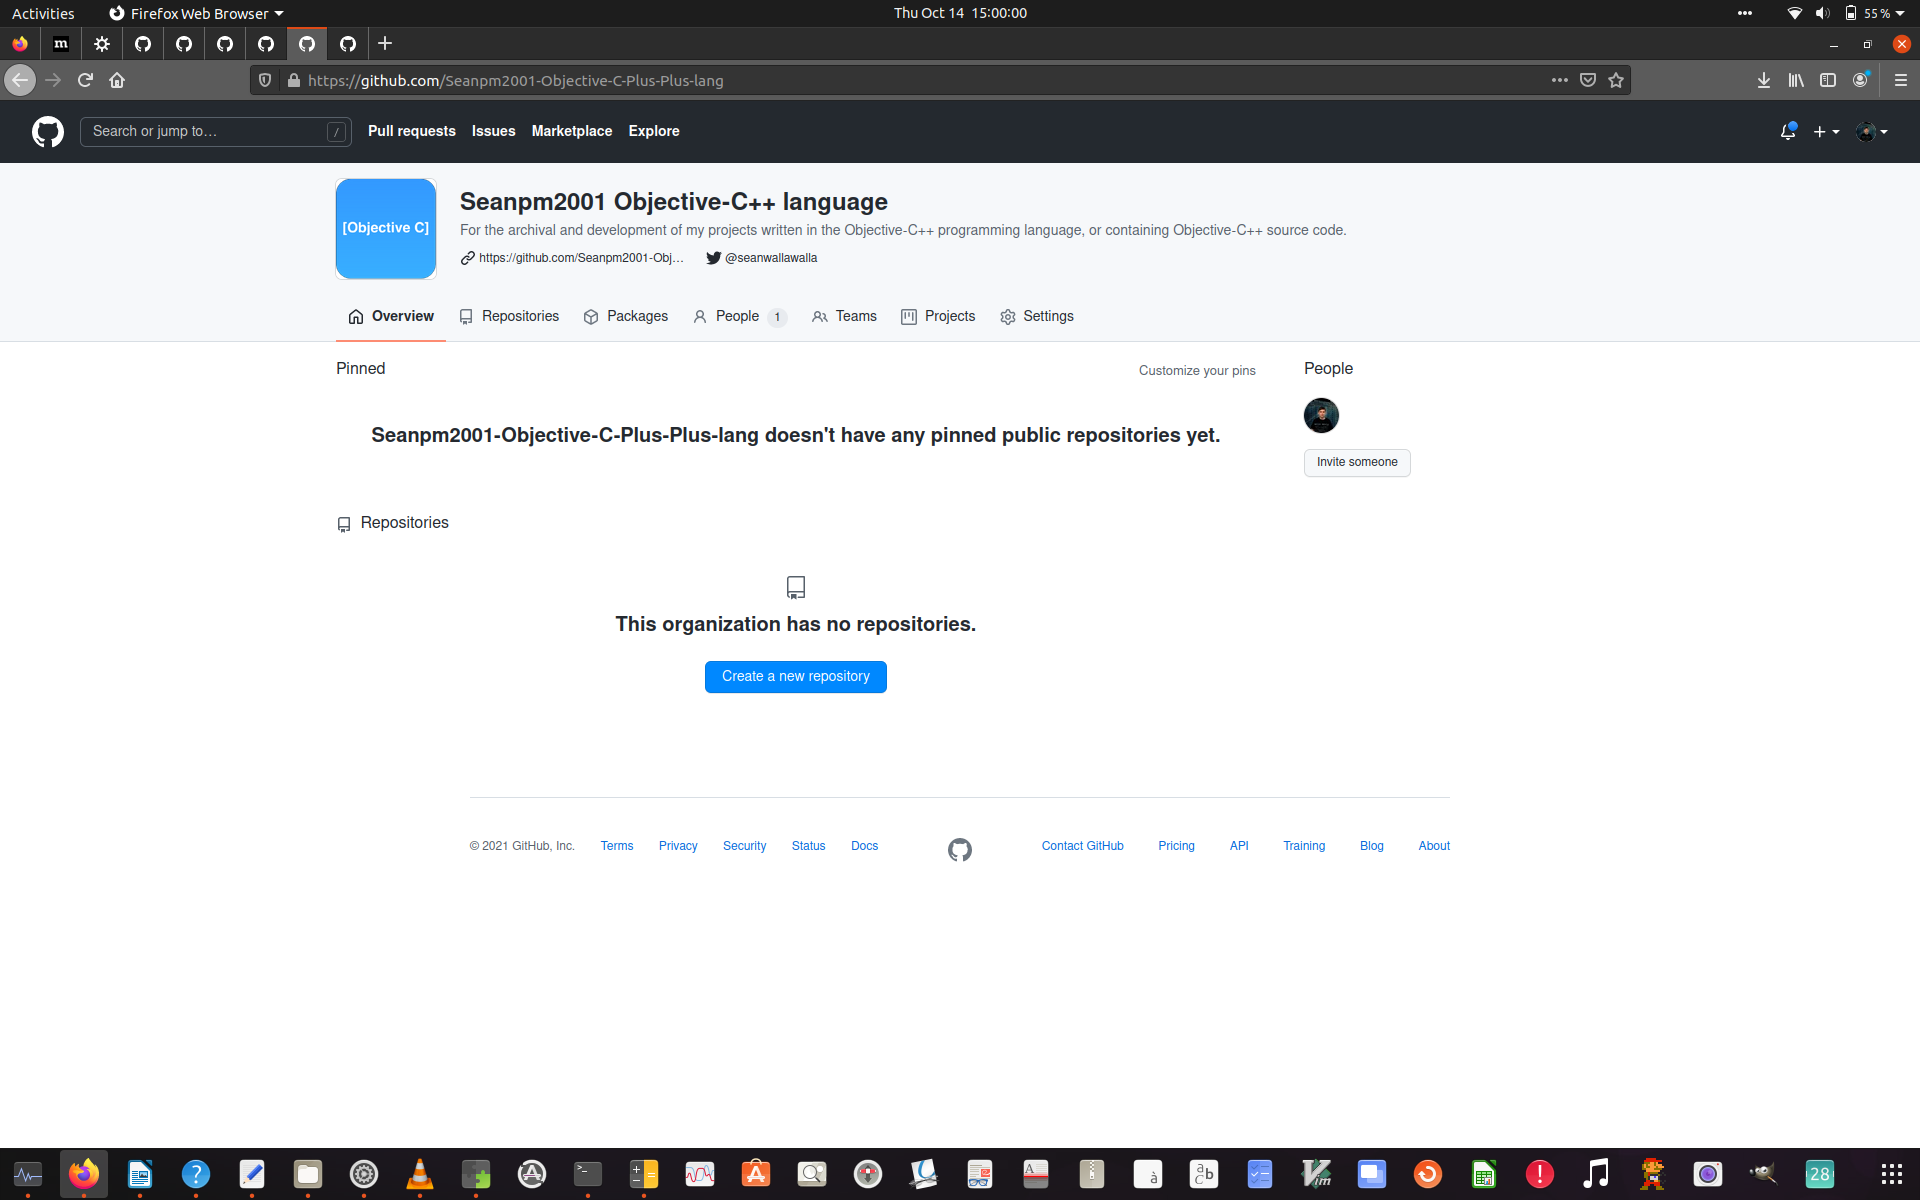 Activities
Firefox Web Browser
Thu Oct 14 15:00:00
55 %
m
https://github.com/Seanpm2001-Objective-C-Plus-Plus-lang
Search or jump to…
/
Pull requests
Issues
Marketplace
Explore
[Objective C]
Seanpm2001 Objective-C++ language
For the archival and development of my projects written in the Objective-C++ programming language, or containing Objective-C++ source code.
https://github.com/Seanpm2001-Obj…
@seanwallawalla
Overview
Repositories
Packages
People 1
Teams
Projects
Settings
Pinned
Customize your pins
People
Seanpm2001-Objective-C-Plus-Plus-lang doesn't have any pinned public repositories yet.
Invite someone
Repositories
This organization has no repositories.
Create a new repository
© 2021 GitHub, Inc.
Terms
Privacy
Security
Status
Docs
Contact GitHub
Pricing
API
Training
Blog
About
28